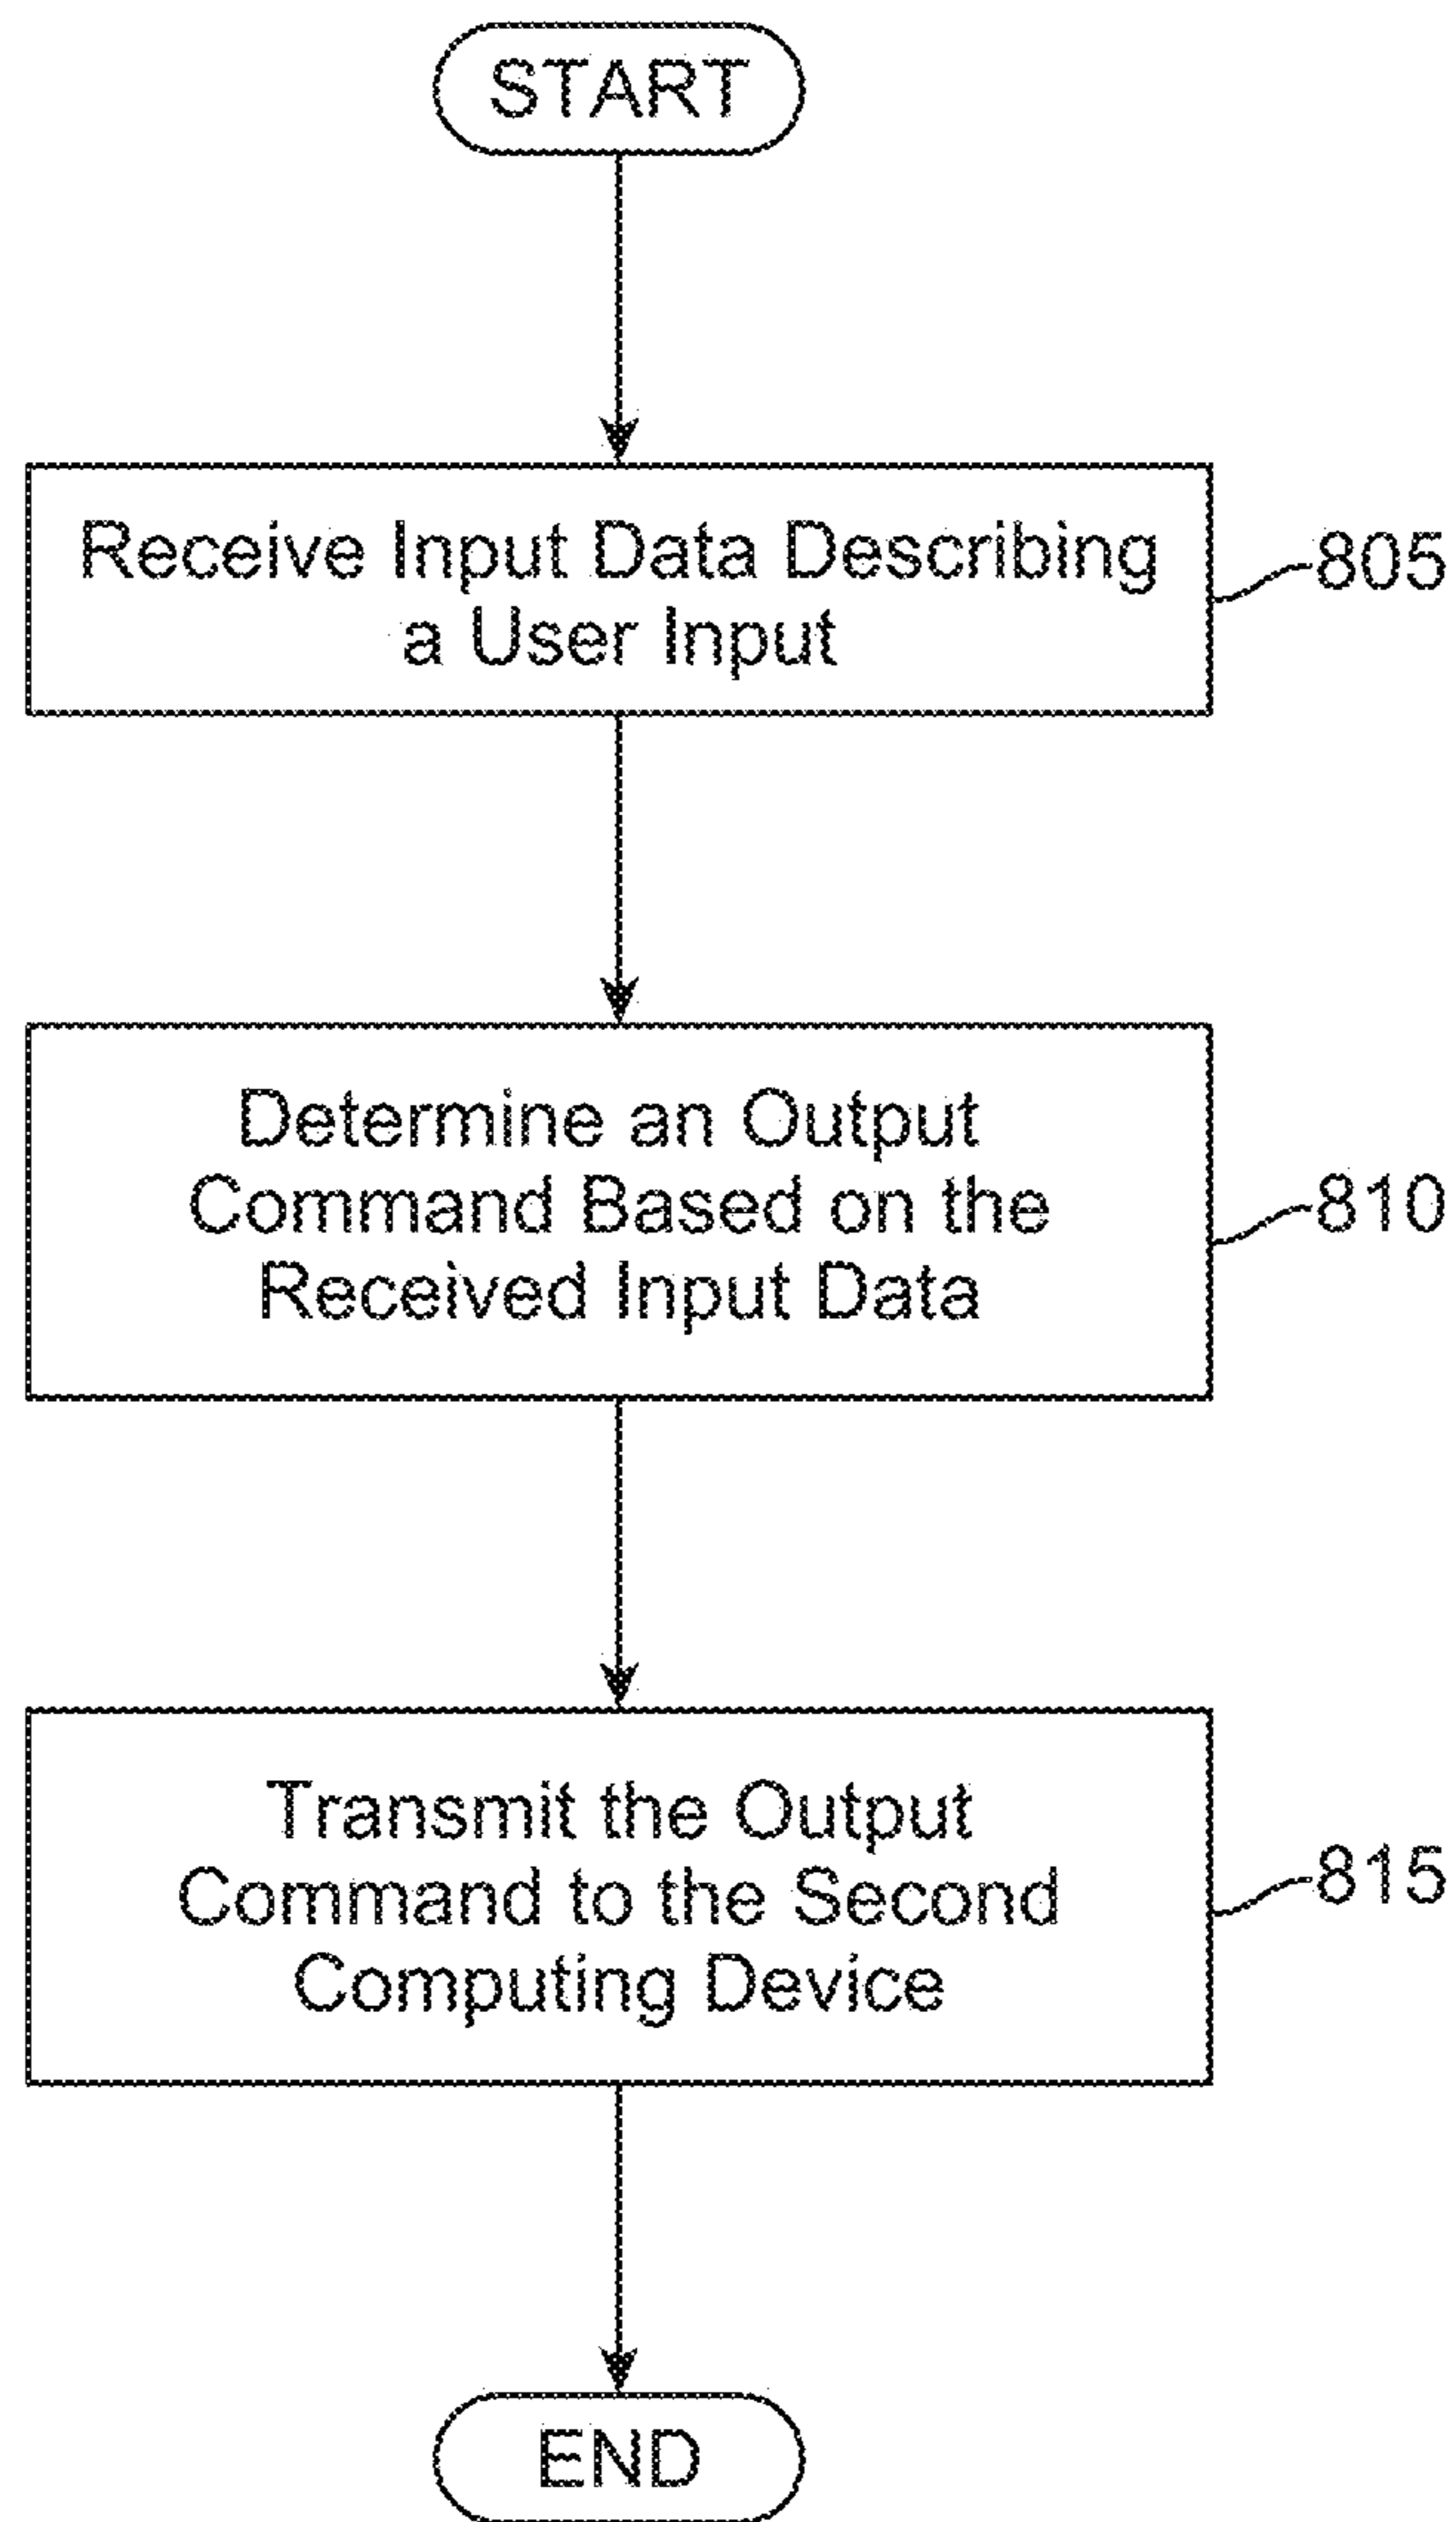 START
Receive Input Data Describing
a User Input
805
Determine an Output
Command Based on the
Received Input Data
810
Transmit the Output
Command to the Second
Computing Device
815
END